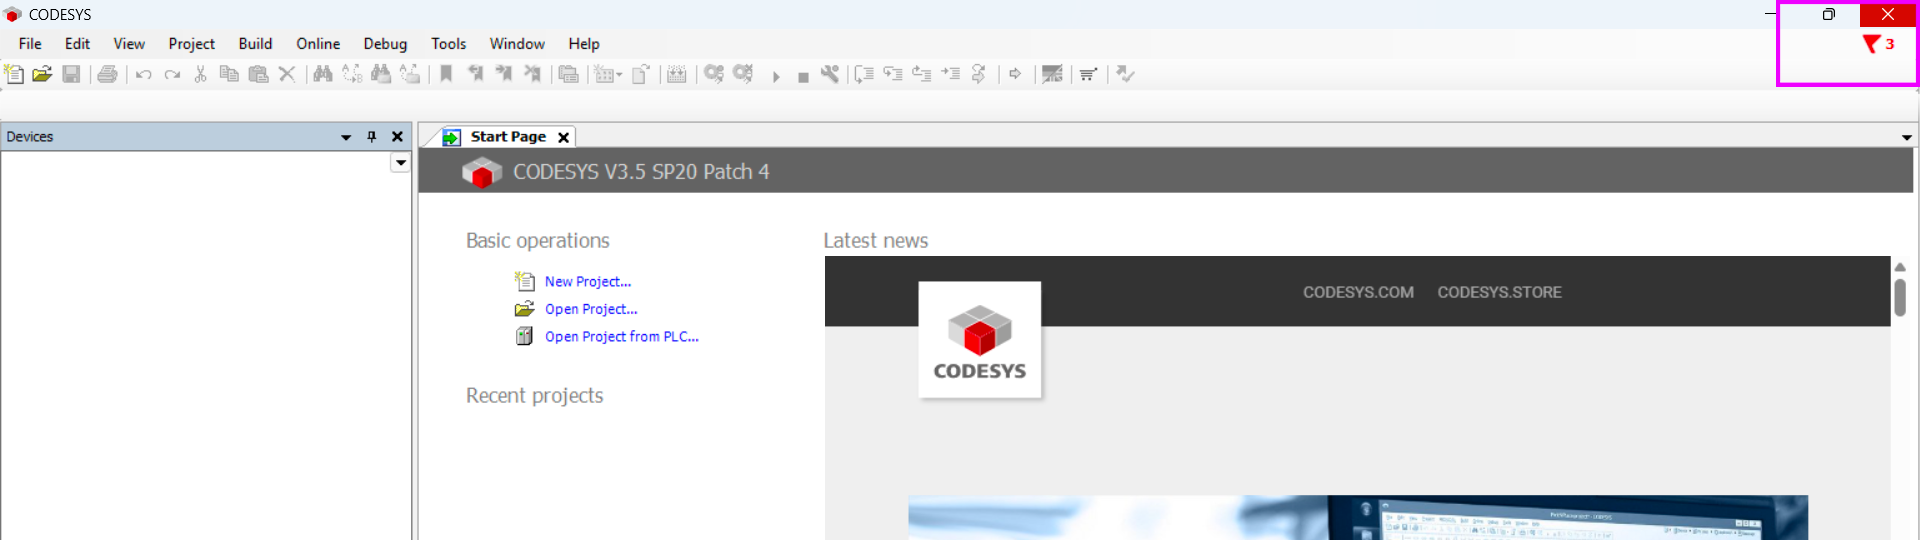 CODESYS
File Edit View Project Build Online Debug Tools Window Help
3
Devices
Start Page
CODESYS V3.5 SP20 Patch 4
Basic operations
New Project...
Open Project...
Open Project from PLC...
Recent projects
Latest news
CODESYS.COM CODESYS.STORE
CODESYS